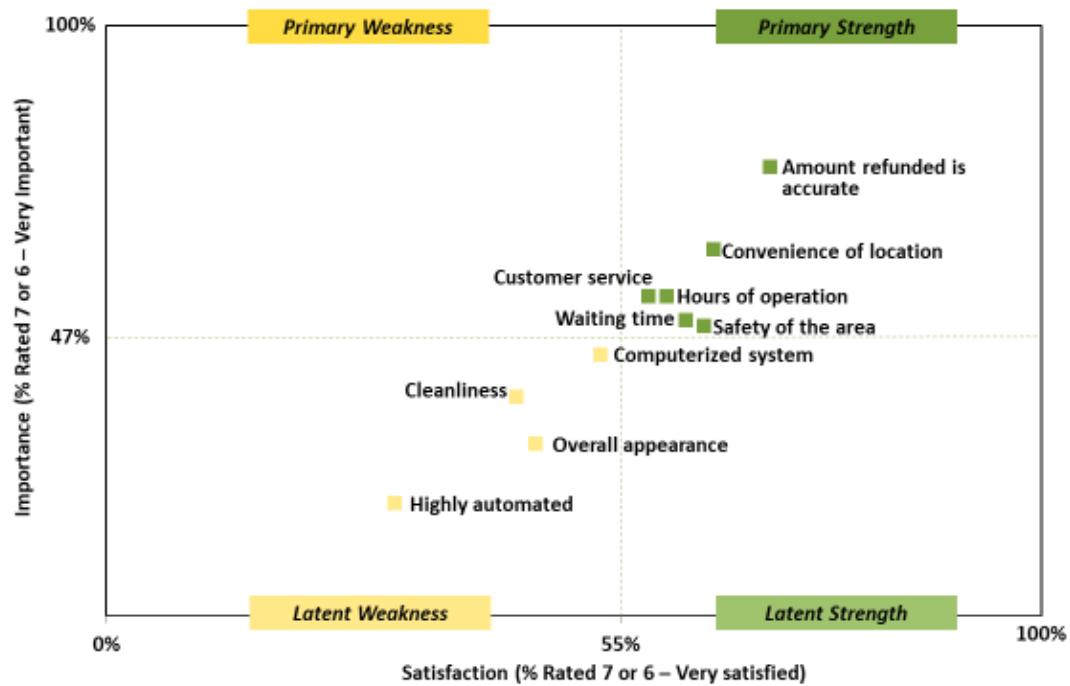 100%
Primary Weakness
Primary Strength
Importance (% Rated 7 or 6 – Very Important)
Amount refunded is
accurate
Convenience of location
Customer service
Hours of operation
Waiting time
Safety of the area
47%
Computerized system
Cleanliness
Overall appearance
Highly automated
Latent Weakness
Latent Strength
0%
55%
100%
Satisfaction (% Rated 7 or 6 – Very satisfied)